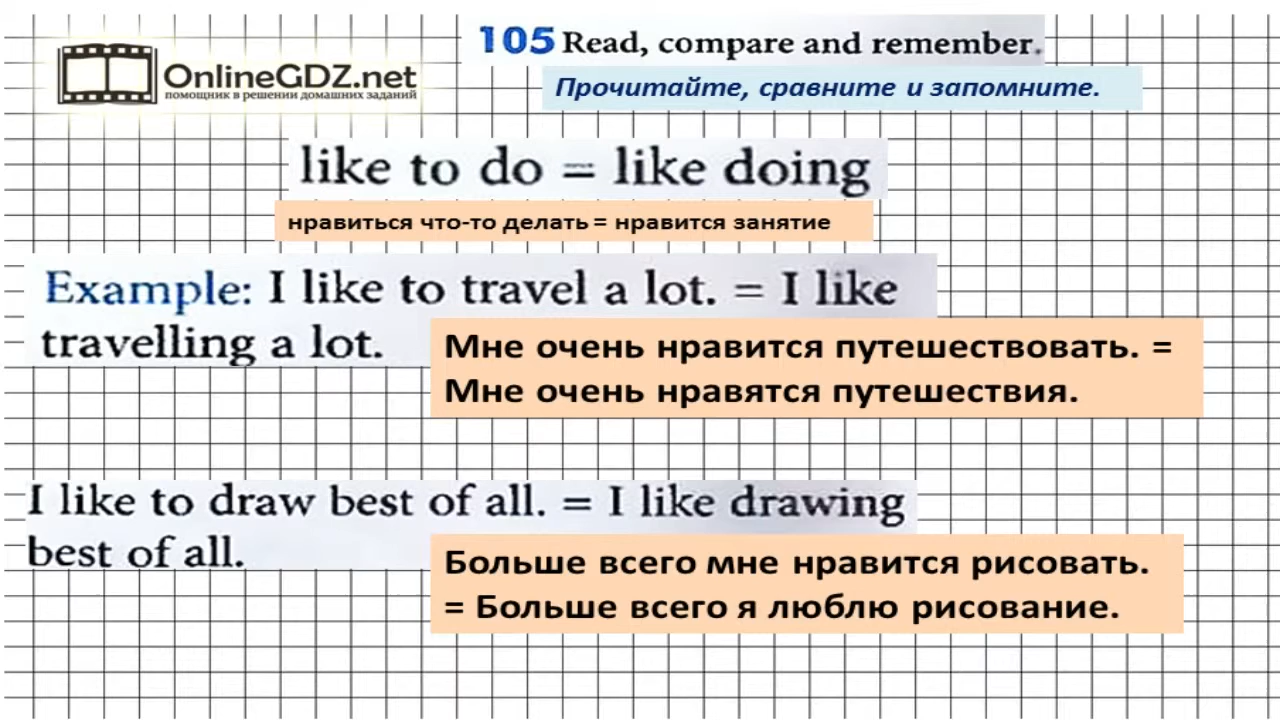 105 Read, compare and remember.
OnlineGDZ.net
помощник в решении домашних заданий
Прочитайте, сравните и запомните.
like to do = like doing
нравиться что-то делать = нравится занятие
Example: I like to travel a lot. = I like
travelling a lot.
Мне очень нравится путешествовать. =
Мне очень нравятся путешествия.
I like to draw best of all. = I like drawing
best of all.
Больше всего мне нравится рисовать.
= Больше всего я люблю рисование.